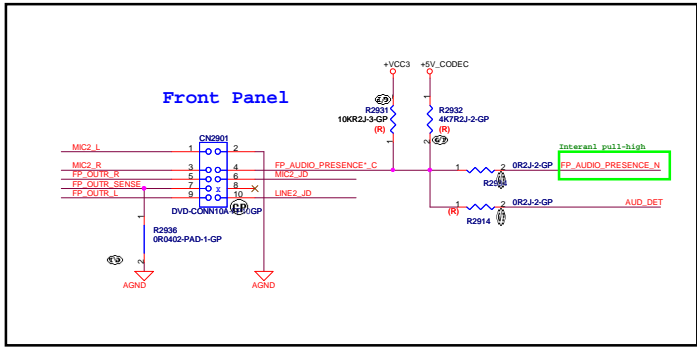 +VCC3 +5V_CODEC
Front Panel
R2931
10KR2J-3-GP
(R)
R2932
4K7R2J-2-GP
(R)
1 1
2
CN2901
MIC2_L 1 2
MIC2_R 3 4 FP_AUDIO_PRESENCE*_C
FP_OUTR_R 5 6 MIC2_JD
FP_OUTR_SENSE 7 x 8
FP_OUTR_L 9 10 LINE2_JD
DVD-CONN10A
GP
Interanl pull-high
1 2 0R2J-2-GP FP_AUDIO_PRESENCE_N
(R) 1 2 0R2J-2-GP AUD_DET
R2914
1
R2936
0R0402-PAD-1-GP
2
AGND AGND